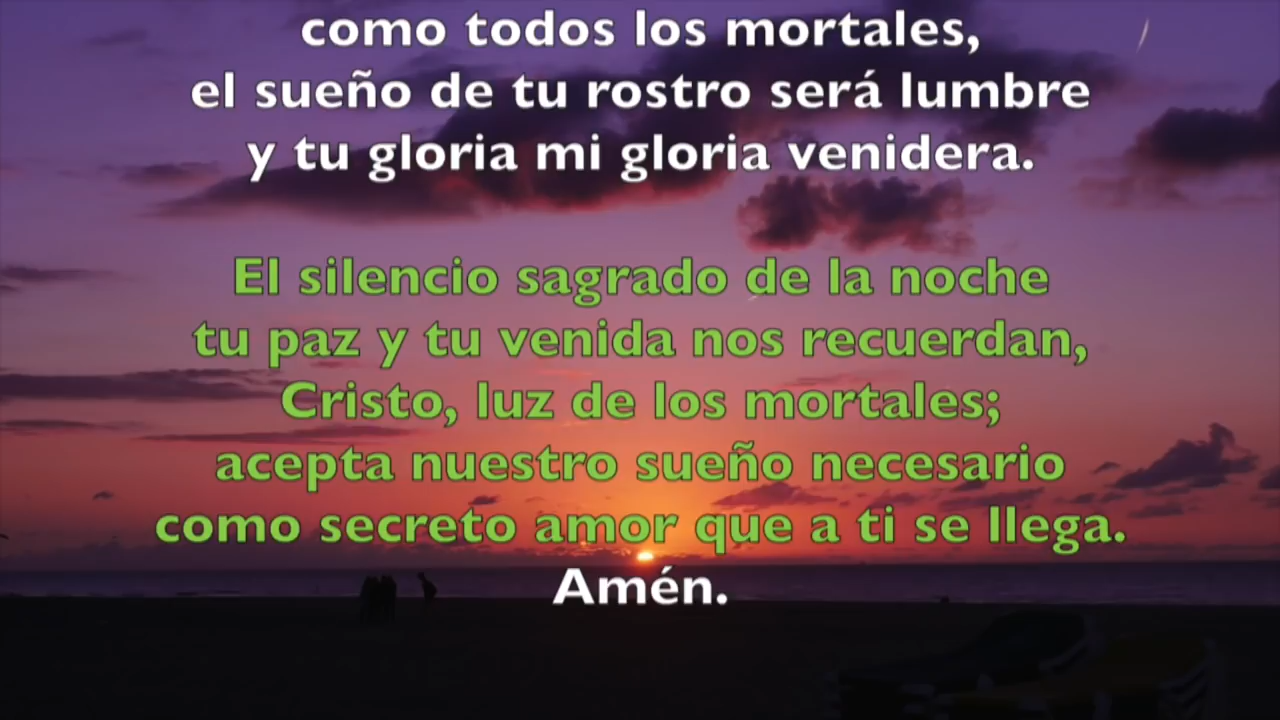 como todos los mortales,
el sueño de tu rostro será lumbre
y tu gloria mi gloria venidera.
El silencio sagrado de la noche
tu paz y tu venida nos recuerdan,
Cristo, luz de los mortales;
acepta nuestro sueño necesario
como secreto amor que a ti se llega.
Amén.